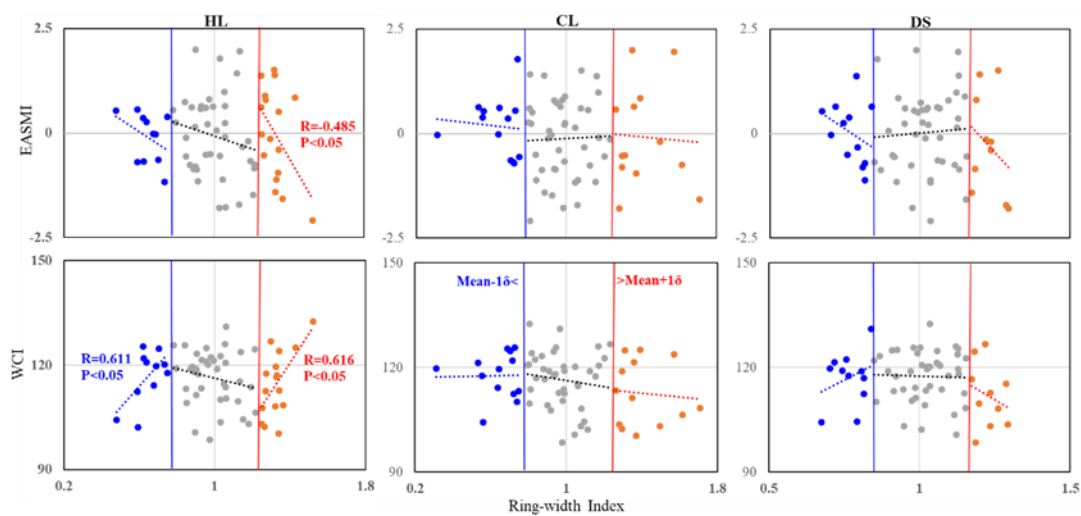 HL
CL
DS
2.5
2.5
2.5
EASMI
0
0
0
R=-0.485
P<0.05
-2.5
-2.5
-2.5
150
150
150
Mean-1δ<
>Mean+1δ
WCI
120
120
120
R=0.611
P<0.05
R=0.616
P<0.05
90
90
90
0.2
1
1.8
0.2
1
1.8
0.5
1
1.5
Ring-width Index